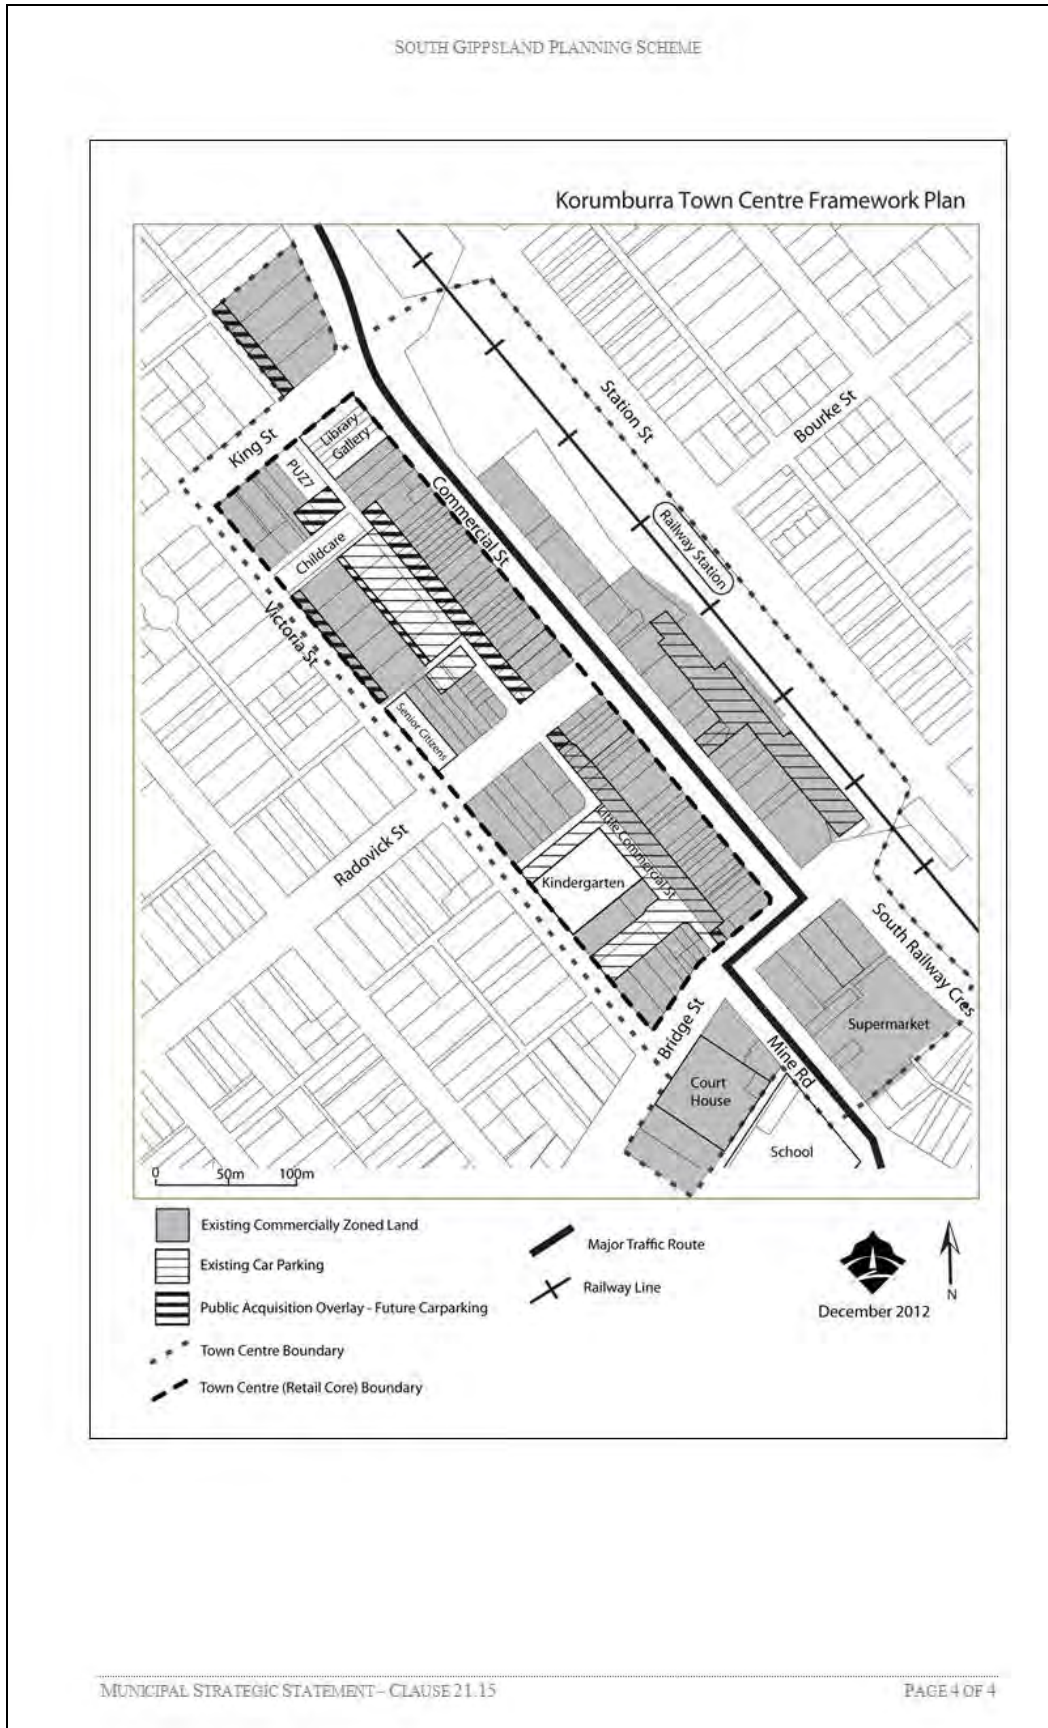 SOUTH GIPPSLAND PLANNING SCHEME
Korumburra Town Centre Framework Plan
Station St
Bourke St
King St
Library
Gallery
PUZ7
Commercial St
Railway Station
Childcare
Victoria St
Senior Citizens
Little Commercial St
Radovick St
Kindergarten
South Railway Cres
Supermarket
Bridge St
Mine Rd
Court
House
School
0 50m 100m
Existing Commercially Zoned Land
Existing Car Parking
Public Acquisition Overlay - Future Carparking
Town Centre Boundary
Town Centre (Retail Core) Boundary
Major Traffic Route
Railway Line
N
December 2012
MUNICIPAL STRATEGIC STATEMENT – CLAUSE 21.15
PAGE 4 OF 4